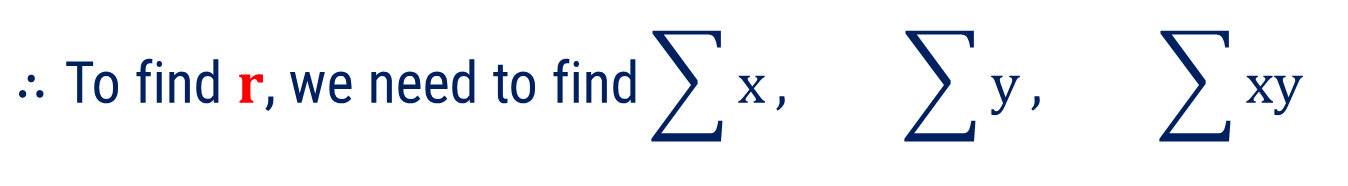 ∴ To find r, we need to find ∑ x , ∑ y , ∑ xy